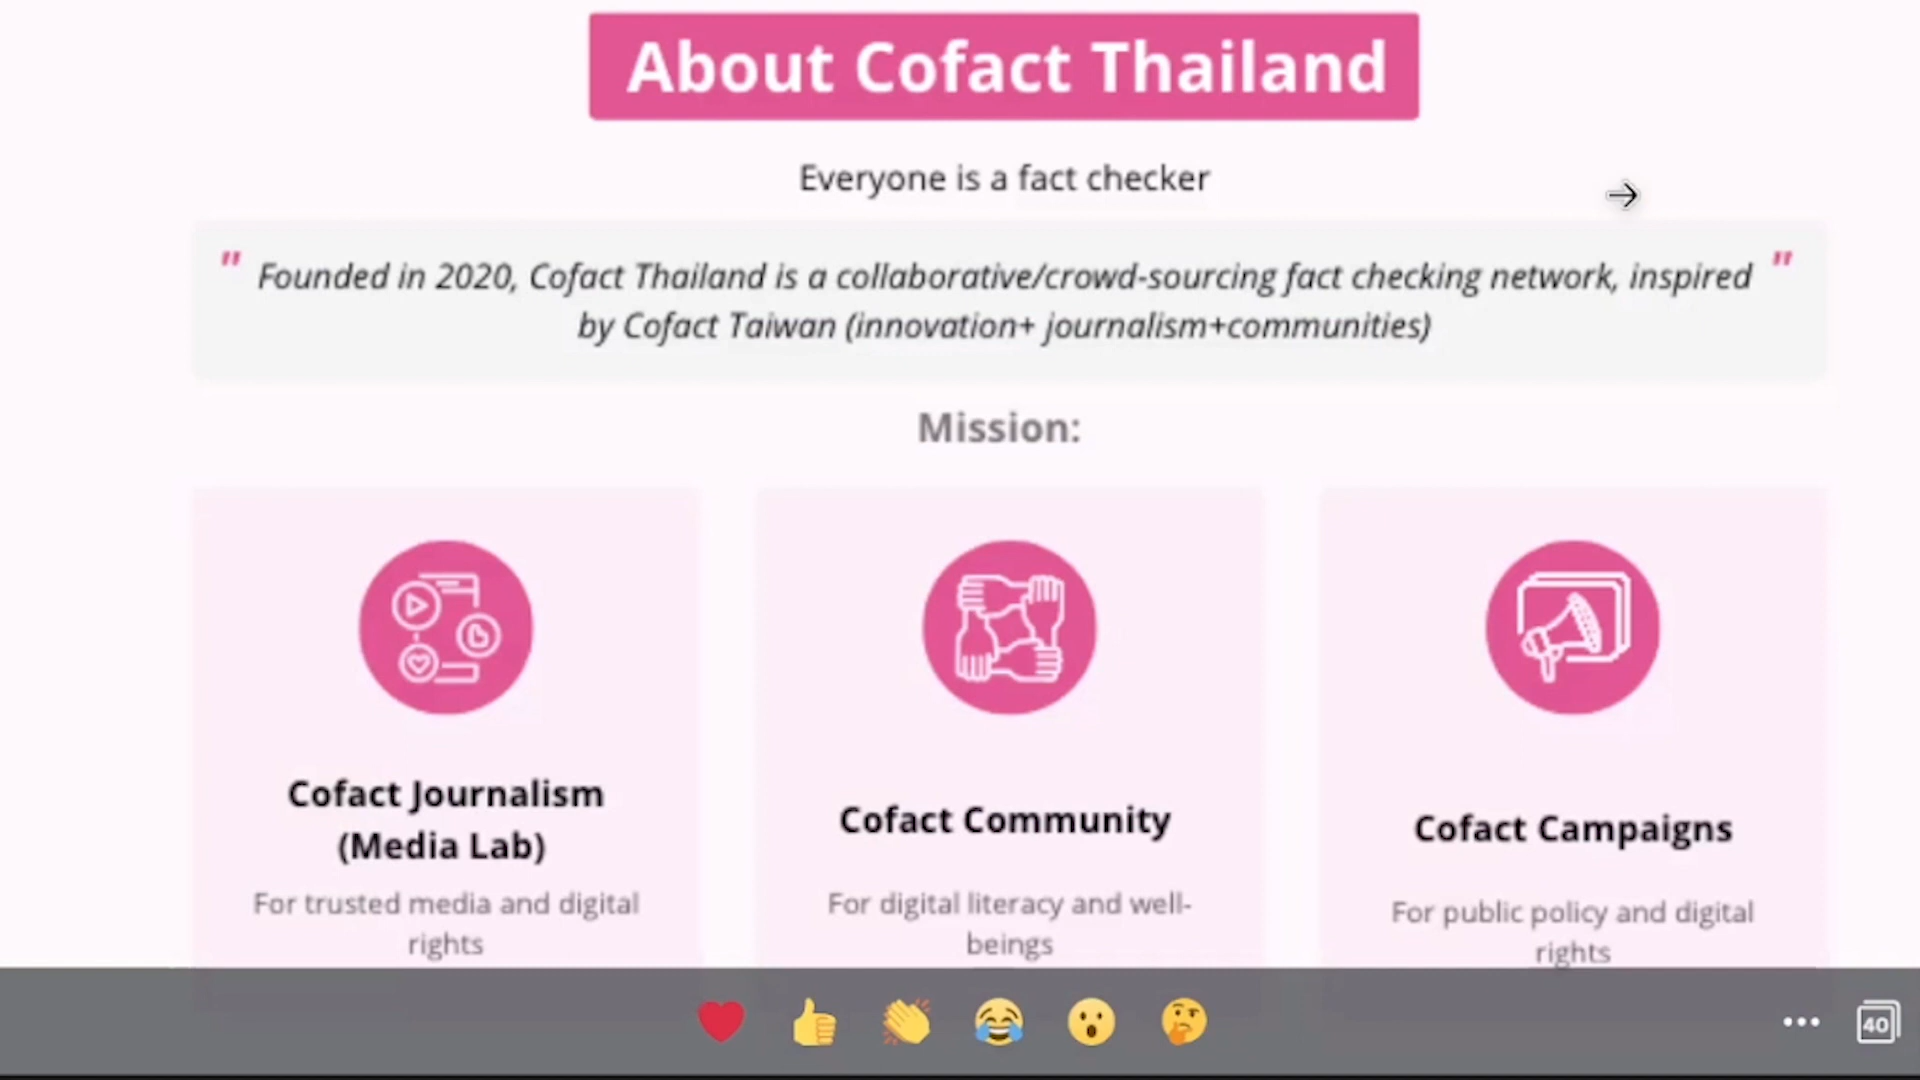 About Cofact Thailand
Everyone is a fact checker
" Founded in 2020, Cofact Thailand is a collaborative/crowd-sourcing fact checking network, inspired "
by Cofact Taiwan (innovation+ journalism+communities)
Mission:
Cofact Journalism
(Media Lab)
For trusted media and digital
rights
Cofact Community
For digital literacy and well-
beings
Cofact Campaigns
For public policy and digital
rights
40